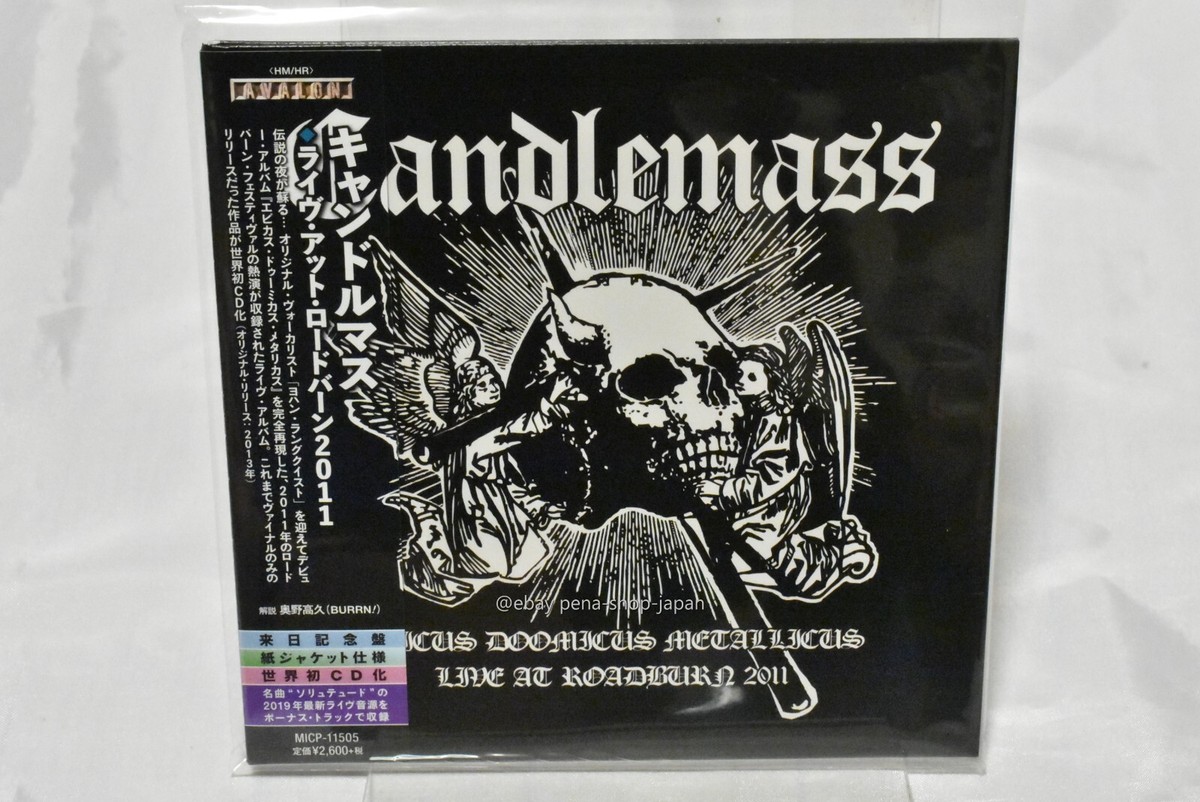 〈HM/HR〉
AVALON
キャンドルマス
◆ライヴ・アット・ロードバーン2011
伝説の夜が蘇る… オリジナル・ヴォーカリスト「ヨハン・ラングクイスト」を迎えてデビュ
ー・アルバム『エピカス・ドゥーミカス・メタリカス』を完全再現した、2011年のロード
バーン・フェスティヴァルの熱演が収録されたライヴ・アルバム。これまでヴァイナルのみの
リリースだった作品が世界初CD化（オリジナル・リリース：2013年）
解説 奥野高久（BURRN!）
来日記念盤
紙ジャケット仕様
世界初CD化
名曲“ソリュテュード”の
2019年最新ライヴ音源を
ボーナス・トラックで収録
MICP-11505
定価¥2,600+税
Candlemass
@ebay pena-shop-japan
ICUS DOOMICUS METALLICUS
LIVE AT ROADBURN 2011